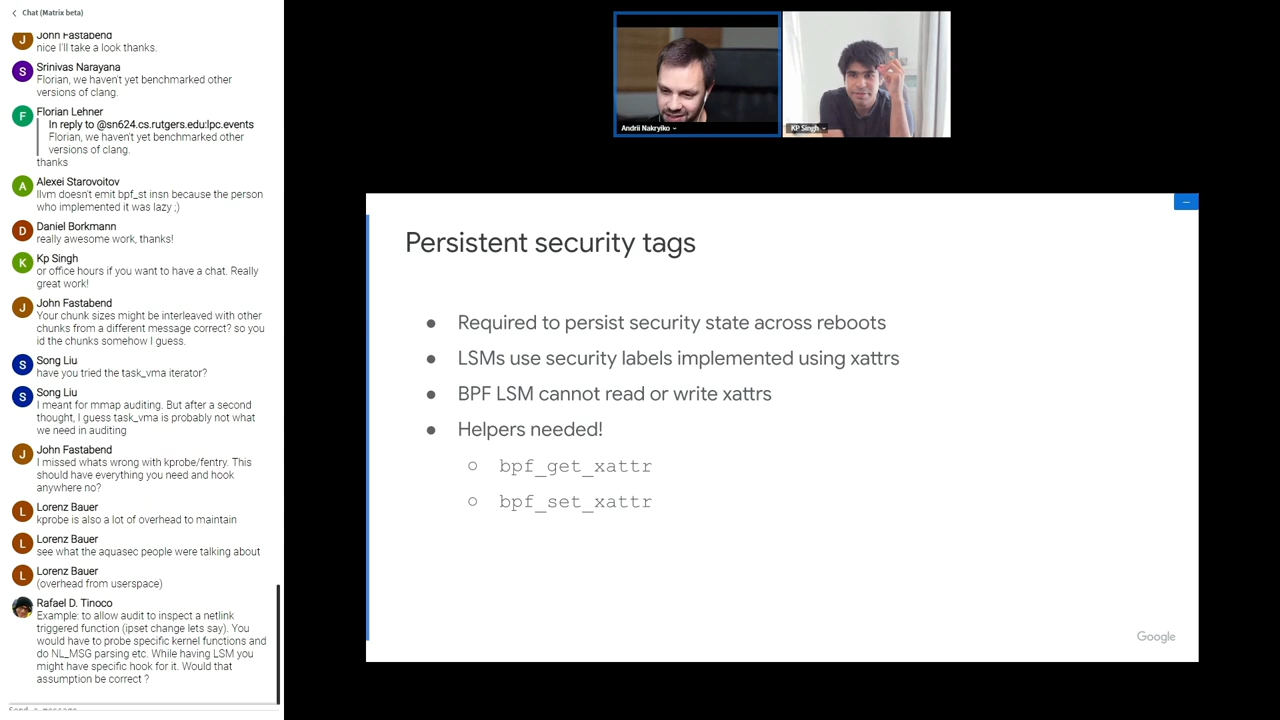 Chat (Matrix beta)
John Fastabend
nice I'll take a look thanks.
Srinivas Narayana
Florian, we haven't yet benchmarked other
versions of clang.
Florian Lehner
In reply to @sn624.cs.rutgers.edu:lpc.events
Florian, we haven't yet benchmarked other
versions of clang.
thanks
Alexei Starovoitov
llvm doesn't emit bpf_st insn because the person
who implemented it was lazy ;)
Daniel Borkmann
really awesome work, thanks!
Kp Singh
or office hours if you want to have a chat. Really
great work!
John Fastabend
Your chunk sizes might be interleaved with other
chunks from a different message correct? so you
id the chunks somehow I guess.
Song Liu
have you tried the task_vma iterator?
Song Liu
I meant for mmap auditing. But after a second
thought, I guess task_vma is probably not what
we need in auditing
John Fastabend
I missed whats wrong with kprobe/fentry. This
should have everything you need and hook
anywhere no?
Lorenz Bauer
kprobe is also a lot of overhead to maintain
Lorenz Bauer
see what the aquasec people were talking about
Lorenz Bauer
(overhead from userspace)
Rafael D. Tinoco
Example: to allow audit to inspect a netlink
triggered function (ipset change lets say). You
would have to probe specific kernel functions and
do NL_MSG parsing etc. While having LSM you
might have specific hook for it. Would that
assumption be correct ?
Send a message
Andrii Nakryiko
KP Singh
Persistent security tags
Required to persist security state across reboots
LSMs use security labels implemented using xattrs
BPF LSM cannot read or write xattrs
Helpers needed!
bpf_get_xattr
bpf_set_xattr
Google